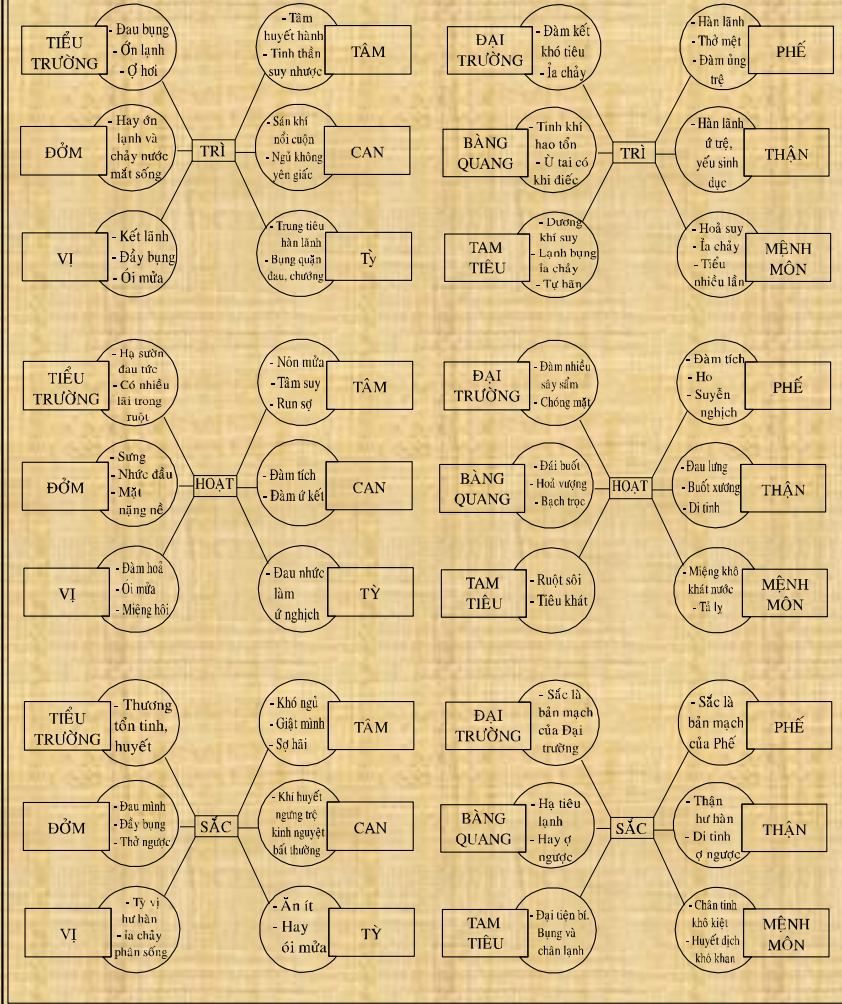 TIỂU
TRƯỜNG
- Đau bụng
- Ớn lạnh
- Ợ hơi
- Tâm
huyết hành
- Tinh thần
suy nhược
TÂM
ĐỞM
- Hay ớn
lạnh và
chảy nước
mắt sống
TRÌ
- Sán khí
nổi cuộn
- Ngủ không
yên giấc
CAN
VỊ
- Kết lãnh
- Đầy bụng
- Ói mửa
- Trung tiêu
hàn lãnh
- Bụng quặn
đau, chướng
Tỳ
ĐẠI
TRƯỜNG
- Đàm kết
khó tiêu
- Ỉa chảy
- Hàn lãnh
- Thở mệt
- Đàm ủng
trệ
PHẾ
BÀNG
QUANG
- Tinh khí
hao tổn
- Ù tai có
khi điếc
TRÌ
- Hàn lãnh
ứ trệ,
yếu sinh
dục
THẬN
TAM
TIÊU
- Dương
khí suy
- Lạnh bụng
ỉa chảy
- Tự hãn
- Hoả suy
- Ỉa chảy
- Tiểu
nhiều lần
MỆNH
MÔN
TIỂU
TRƯỜNG
- Hạ sườn
đau tức
- Có nhiều
lãi trong
ruột
- Nôn mửa
- Tâm suy
- Run sợ
TÂM
ĐỞM
- Sưng
- Nhức đầu
- Mặt
nặng nề
HOẠT
- Đàm tích
- Đàm ứ kết
CAN
VỊ
- Đàm hoả
- Ói mửa
- Miệng hôi
- Đau nhức
làm
ứ nghịch
TỲ
ĐẠI
TRƯỜNG
- Đàm nhiều
sây sẩm
- Chóng mặt
- Đàm tích
- Ho
- Suyễn
nghịch
PHẾ
BÀNG
QUANG
- Đái buốt
- Hoả vượng
- Bạch trọc
HOẠT
- Đau lưng
- Buốt xương
- Di tinh
THẬN
TAM
TIÊU
- Ruột sôi
- Tiêu khát
- Miệng khô
khát nước
- Tả lỵ
MỆNH
MÔN
TIỂU
TRƯỜNG
- Thương
tổn tinh,
huyết
- Khó ngủ
- Giật mình
- Sợ hãi
TÂM
ĐỞM
- Đau mình
- Đầy bụng
- Thở ngược
SẮC
- Khí huyết
ngưng trệ
kinh nguyệt
bất thường
CAN
VỊ
- Tỳ vị
hư hàn
- ỉa chảy
phân sống
- Ăn ít
- Hay
ói mửa
TỲ
ĐẠI
TRƯỜNG
- Sắc là
bản mạch
của Đại
trường
- Sắc là
bản mạch
của Phế
PHẾ
BÀNG
QUANG
- Hạ tiêu
lạnh
- Hay ợ
ngược
SẮC
- Thận
hư hàn
- Di tinh
ợ ngược
THẬN
TAM
TIÊU
- Đại tiện bí.
Bụng và
chân lạnh
- Chân tinh
khô kiệt
- Huyết dịch
khô khan
MỆNH
MÔN